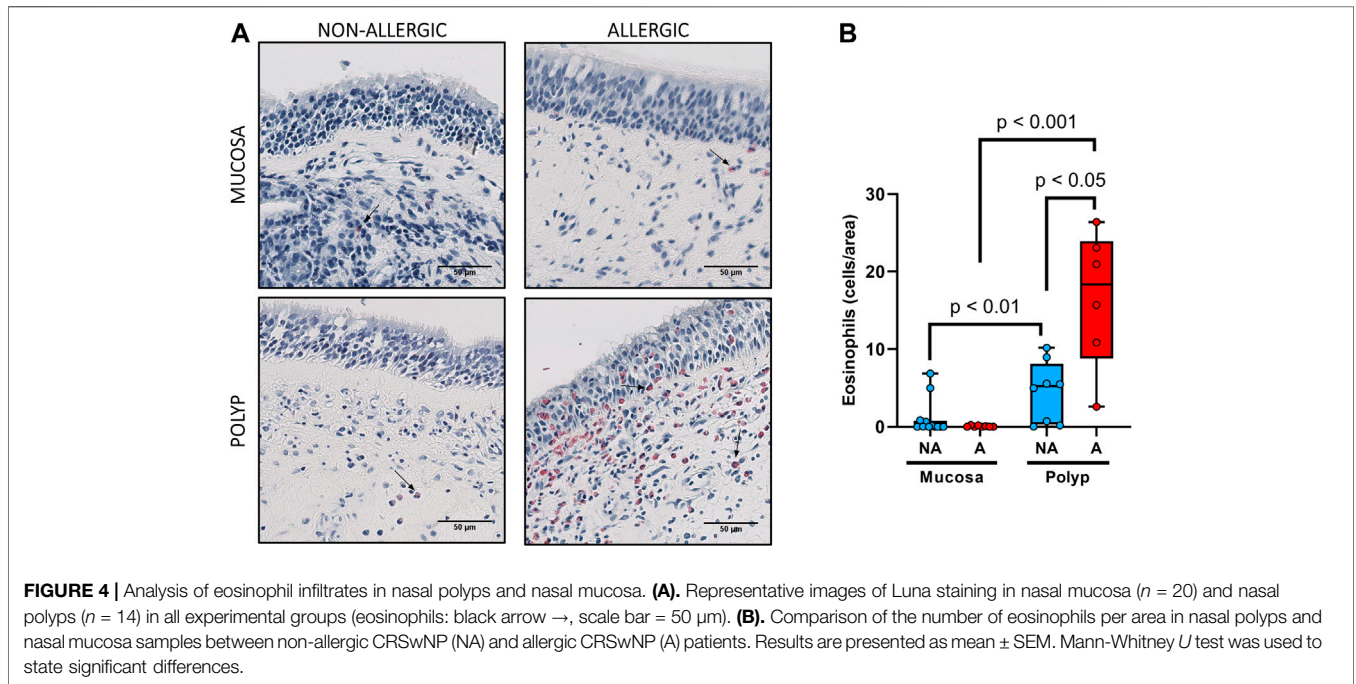 A
NON-ALLERGIC
ALLERGIC
MUCOSA
50 µm
50 µm
POLYP
50 µm
50 µm
B
p < 0.001
p < 0.05
p < 0.01
Eosinophils (cells/area)
30
20
10
0
NA A NA A
Mucosa Polyp
FIGURE 4 | Analysis of eosinophil infiltrates in nasal polyps and nasal mucosa. (A). Representative images of Luna staining in nasal mucosa (n = 20) and nasal
polyps (n = 14) in all experimental groups (eosinophils: black arrow →, scale bar = 50 µm). (B). Comparison of the number of eosinophils per area in nasal polyps and
nasal mucosa samples between non-allergic CRSwNP (NA) and allergic CRSwNP (A) patients. Results are presented as mean ± SEM. Mann-Whitney U test was used to
state significant differences.